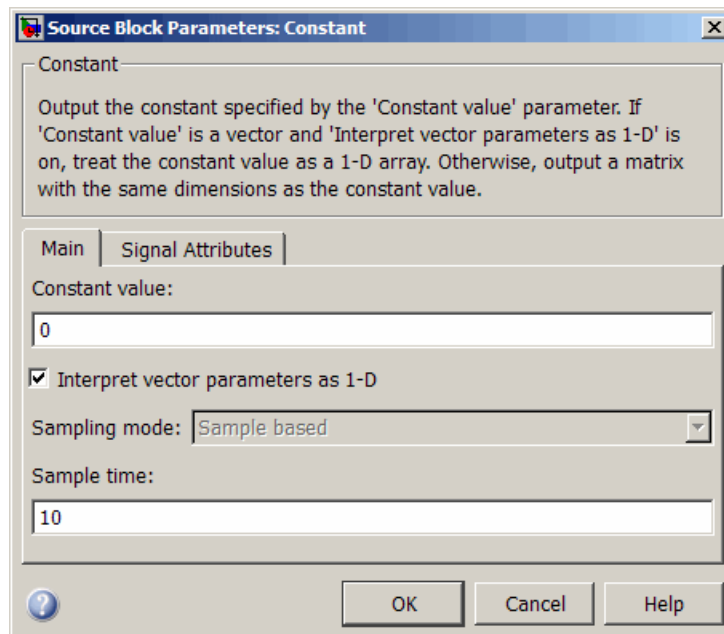 Source Block Parameters: Constant
Constant
Output the constant specified by the 'Constant value' parameter. If
'Constant value' is a vector and 'Interpret vector parameters as 1-D' is
on, treat the constant value as a 1-D array. Otherwise, output a matrix
with the same dimensions as the constant value.
Main Signal Attributes
Constant value:
0
Interpret vector parameters as 1-D
Sampling mode: Sample based
Sample time:
10
? OK Cancel Help